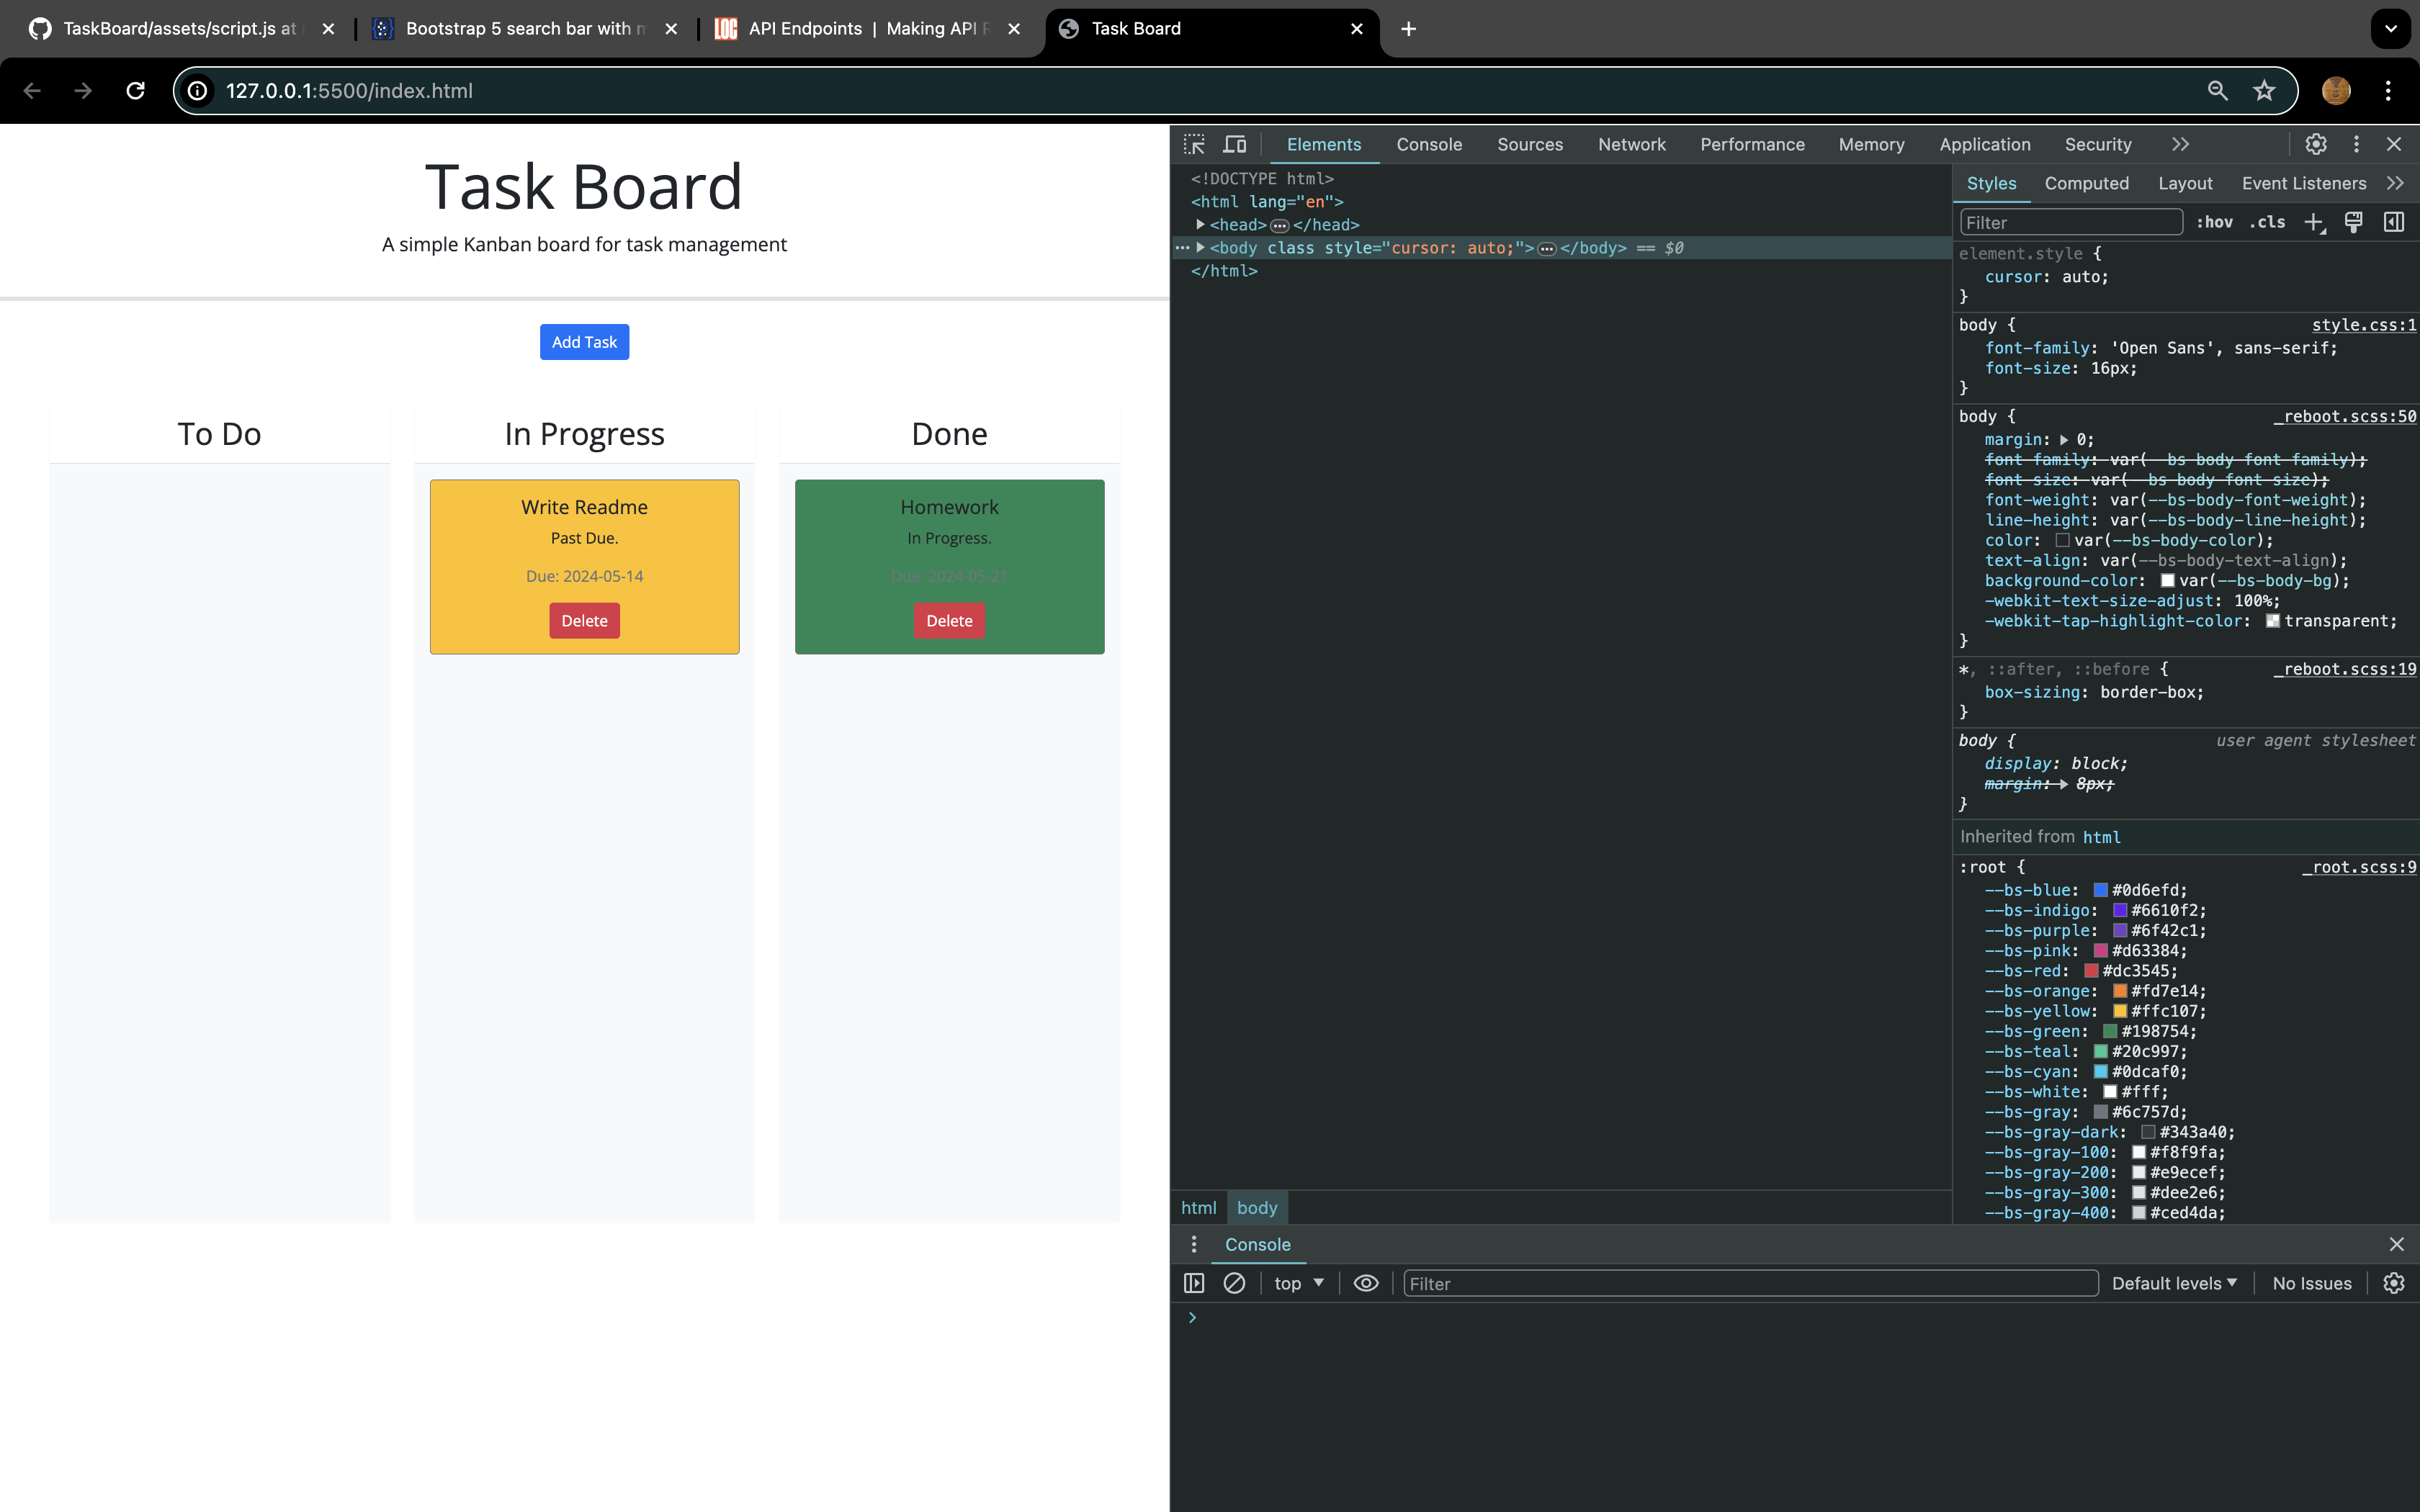 TaskBoard/assets/script.js at
Bootstrap 5 search bar with m
LOC API Endpoints | Making API R
Task Board
127.0.0.1:5500/index.html
Task Board
A simple Kanban board for task management
Add Task
To Do
In Progress
Done
Write Readme
Past Due.
Due: 2024-05-14
Delete
Homework
In Progress.
Due: 2024-05-21
Delete
Elements Console Sources Network Performance Memory Application Security
<!DOCTYPE html>
<html lang="en">
<head>…</head>
<body class style="cursor: auto;">…</body> == $0
</html>
html body
Styles Computed Layout Event Listeners
Filter :hov .cls
element.style {
cursor: auto;
}
body { style.css:1
font-family: 'Open Sans', sans-serif;
font-size: 16px;
}
body { _reboot.scss:50
margin: 0;
font-family: var(--bs-body-font-family);
font-size: var(--bs-body-font-size);
font-weight: var(--bs-body-font-weight);
line-height: var(--bs-body-line-height);
color: var(--bs-body-color);
text-align: var(--bs-body-text-align);
background-color: var(--bs-body-bg);
-webkit-text-size-adjust: 100%;
-webkit-tap-highlight-color: transparent;
}
*, ::after, ::before { _reboot.scss:19
box-sizing: border-box;
}
body { user agent stylesheet
display: block;
margin: 8px;
}
Inherited from html
:root { _root.scss:9
--bs-blue: #0d6efd;
--bs-indigo: #6610f2;
--bs-purple: #6f42c1;
--bs-pink: #d63384;
--bs-red: #dc3545;
--bs-orange: #fd7e14;
--bs-yellow: #ffc107;
--bs-green: #198754;
--bs-teal: #20c997;
--bs-cyan: #0dcaf0;
--bs-white: #fff;
--bs-gray: #6c757d;
--bs-gray-dark: #343a40;
--bs-gray-100: #f8f9fa;
--bs-gray-200: #e9ecef;
--bs-gray-300: #dee2e6;
--bs-gray-400: #ced4da;
Console
top Filter Default levels No Issues